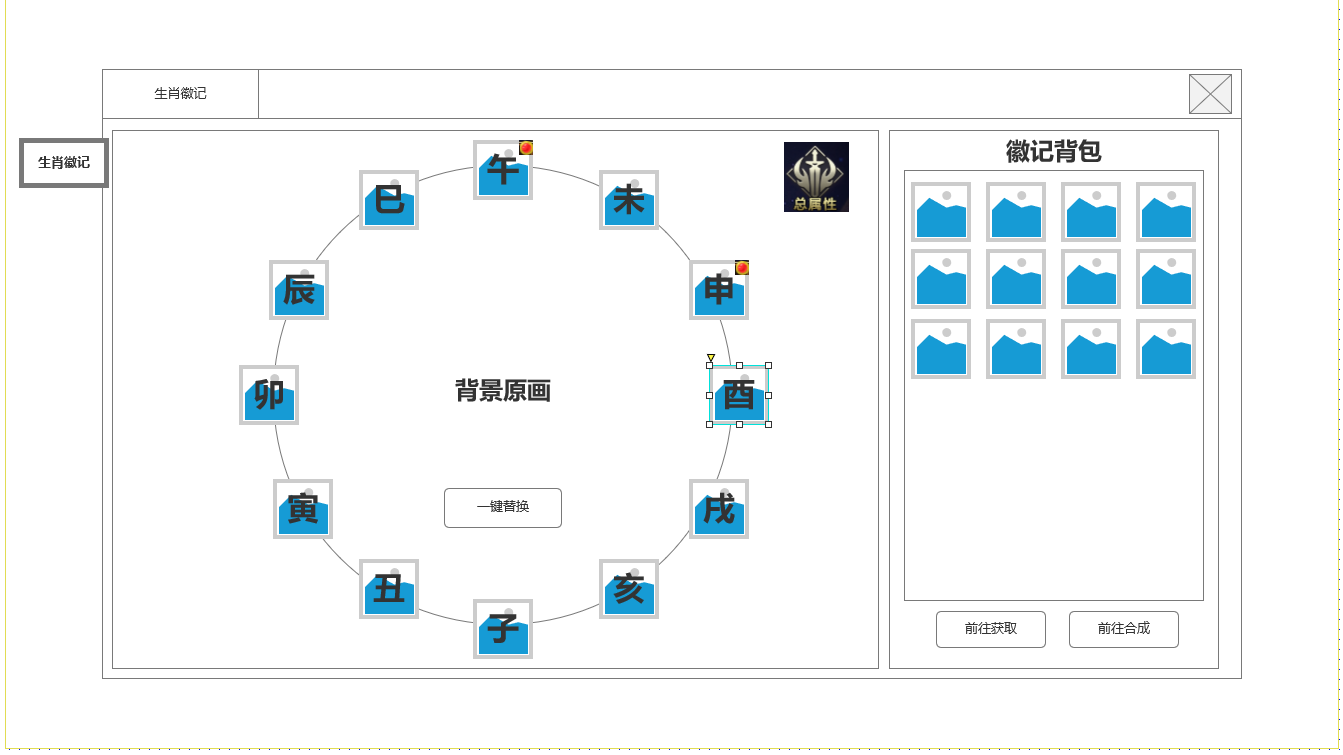 生肖徽记
生肖徽记
午
巳
未
总属性
辰
申
卯
背景原画
酉
寅
一键替换
戌
丑
亥
子
徽记背包
前往获取
前往合成